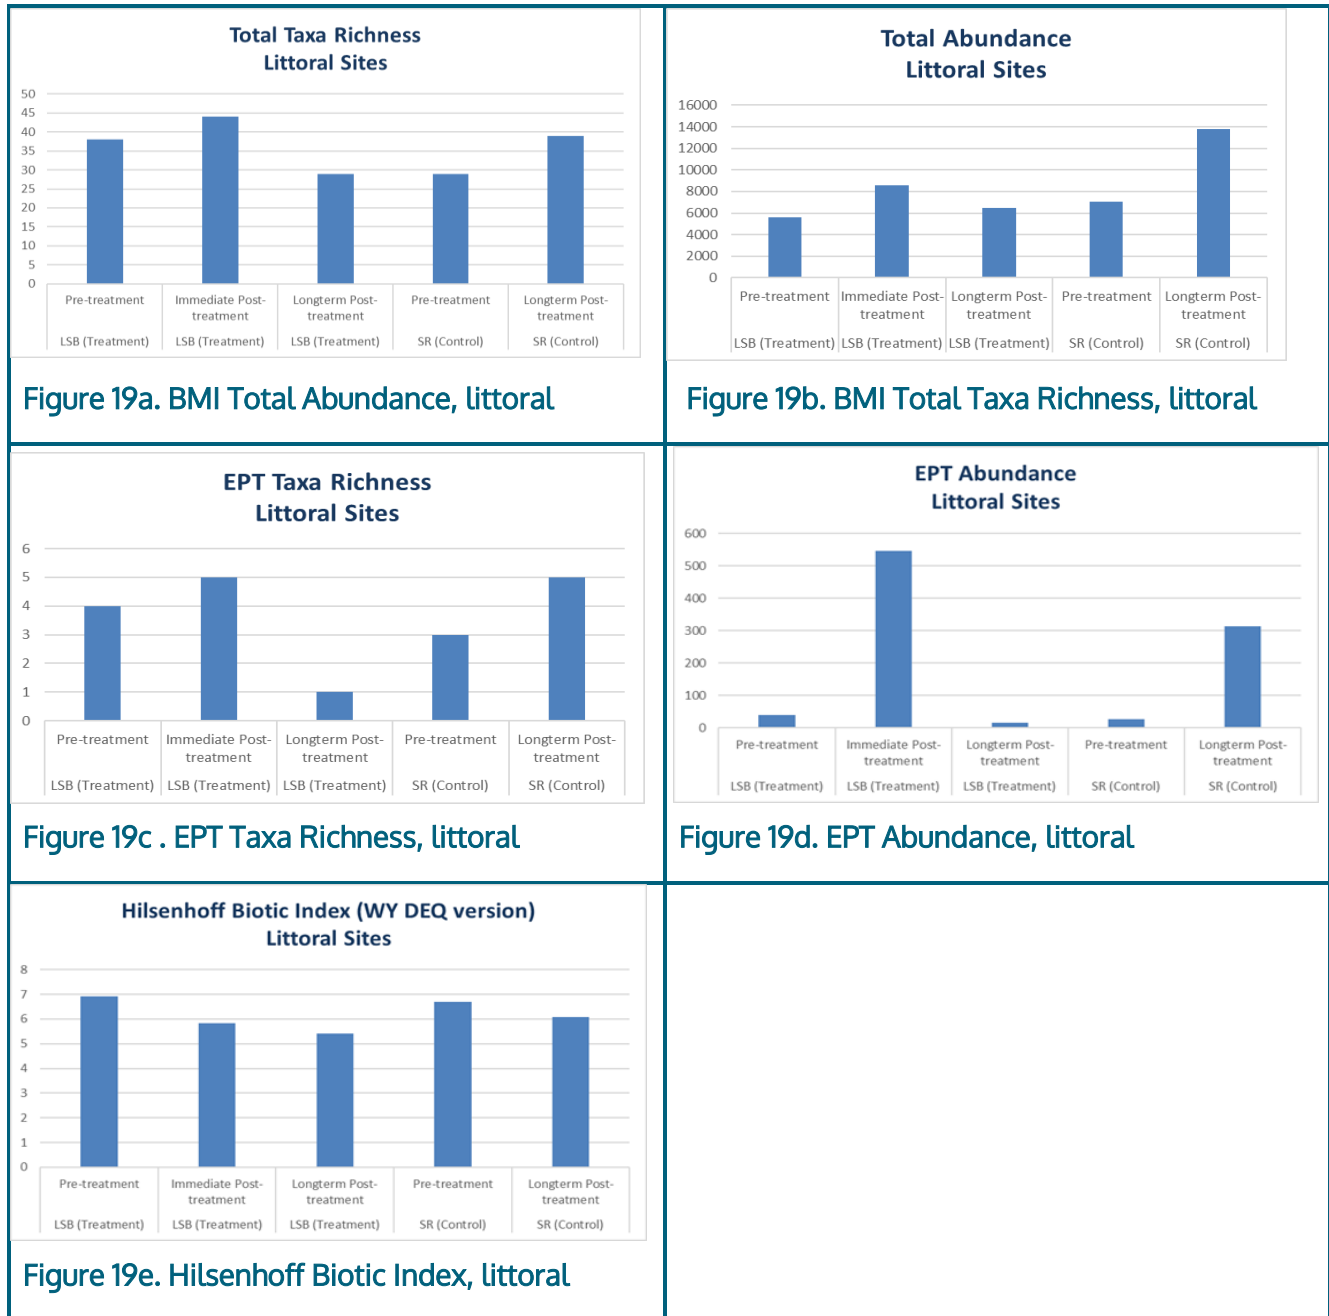 Total Taxa Richness
Littoral Sites
50
45
40
35
30
25
20
15
10
5
0
Pre-treatment Immediate Post- Longterm Post- Pre-treatment Longterm Post-
treatment treatment treatment
LSB (Treatment) LSB (Treatment) LSB (Treatment) SR (Control) SR (Control)
Figure 19a. BMI Total Abundance, littoral
Total Abundance
Littoral Sites
16000
14000
12000
10000
8000
6000
4000
2000
0
Pre-treatment Immediate Post- Longterm Post- Pre-treatment Longterm Post-
treatment treatment treatment
LSB (Treatment) LSB (Treatment) LSB (Treatment) SR (Control) SR (Control)
Figure 19b. BMI Total Taxa Richness, littoral
EPT Taxa Richness
Littoral Sites
6
5
4
3
2
1
0
Pre-treatment Immediate Post- Longterm Post- Pre-treatment Longterm Post-
treatment treatment treatment
LSB (Treatment) LSB (Treatment) LSB (Treatment) SR (Control) SR (Control)
Figure 19c . EPT Taxa Richness, littoral
EPT Abundance
Littoral Sites
600
500
400
300
200
100
0
Pre-treatment Immediate Post- Longterm Post- Pre-treatment Longterm Post-
treatment treatment treatment
LSB (Treatment) LSB (Treatment) LSB (Treatment) SR (Control) SR (Control)
Figure 19d. EPT Abundance, littoral
Hilsenhoff Biotic Index (WY DEQ version)
Littoral Sites
8
7
6
5
4
3
2
1
0
Pre-treatment Immediate Post- Longterm Post- Pre-treatment Longterm Post-
treatment treatment treatment
LSB (Treatment) LSB (Treatment) LSB (Treatment) SR (Control) SR (Control)
Figure 19e. Hilsenhoff Biotic Index, littoral